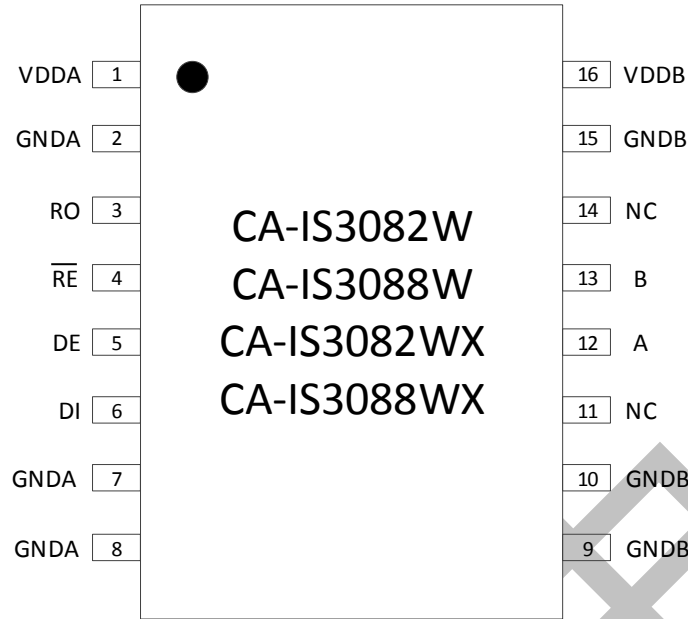 VDDA 1 16 VDDB
GNDA 2 15 GNDB
RO 3 14 NC
R̅E̅ 4 13 B
DE 5 12 A
DI 6 11 NC
GNDA 7 10 GNDB
GNDA 8 9 GNDB
CA-IS3082W
CA-IS3088W
CA-IS3082WX
CA-IS3088WX